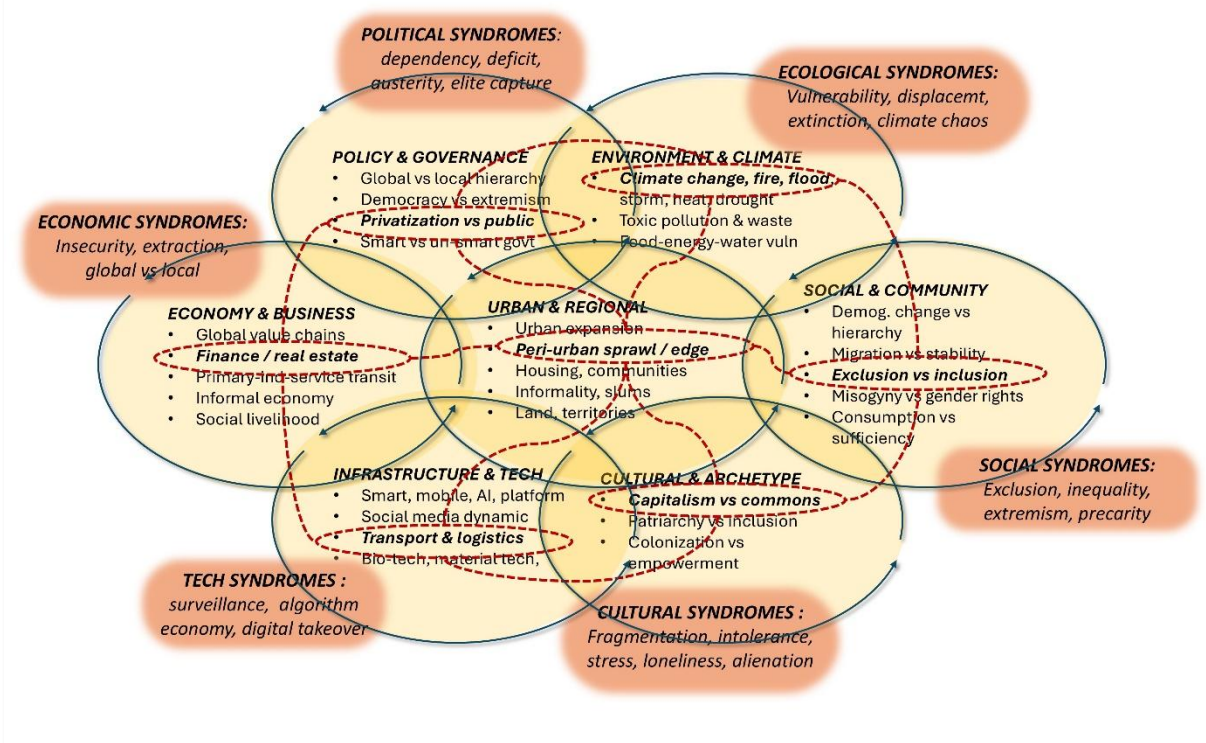 POLITICAL SYNDROMES:
dependency, deficit,
austerity, elite capture
ECOLOGICAL SYNDROMES:
Vulnerability, displacemt,
extinction, climate chaos
POLICY & GOVERNANCE
• Global vs local hierarchy
• Democracy vs extremism
• Privatization vs public
• Smart vs un-smart govt
ENVIRONMENT & CLIMATE
• Climate change, fire, flood
storm, heat, drought
• Toxic pollution & waste
• Food-energy-water vuln
ECONOMIC SYNDROMES:
Insecurity, extraction,
global vs local
ECONOMY & BUSINESS
• Global value chains
• Finance / real estate
• Primary-ind-service transit
• Informal economy
• Social livelihood
URBAN & REGIONAL
• Urban expansion
• Peri-urban sprawl / edge
• Housing, communities
• Informality, slums
• Land, territories
SOCIAL & COMMUNITY
• Demog. change vs
hierarchy
• Migration vs stability
• Exclusion vs inclusion
• Misogyny vs gender rights
• Consumption vs
sufficiency
INFRASTRUCTURE & TECH
• Smart, mobile, AI, platform
• Social media dynamic
• Transport & logistics
• Bio-tech, material tech,
CULTURAL & ARCHETYPE
• Capitalism vs commons
• Patriarchy vs inclusion
• Colonization vs
empowerment
SOCIAL SYNDROMES:
Exclusion, inequality,
extremism, precarity
TECH SYNDROMES :
surveillance, algorithm
economy, digital takeover
CULTURAL SYNDROMES :
Fragmentation, intolerance,
stress, loneliness, alienation